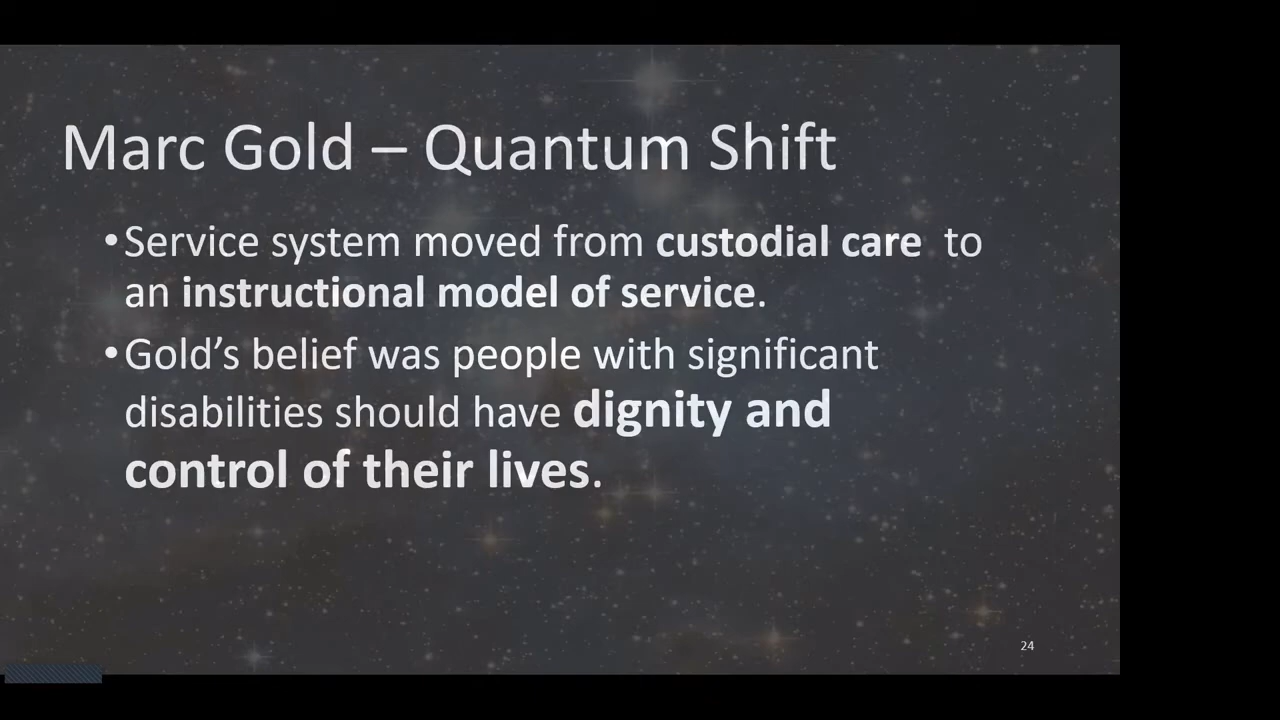 Marc Gold – Quantum Shift
•Service system moved from custodial care  to
an instructional model of service.
•Gold’s belief was people with significant
disabilities should have dignity and
control of their lives.
24